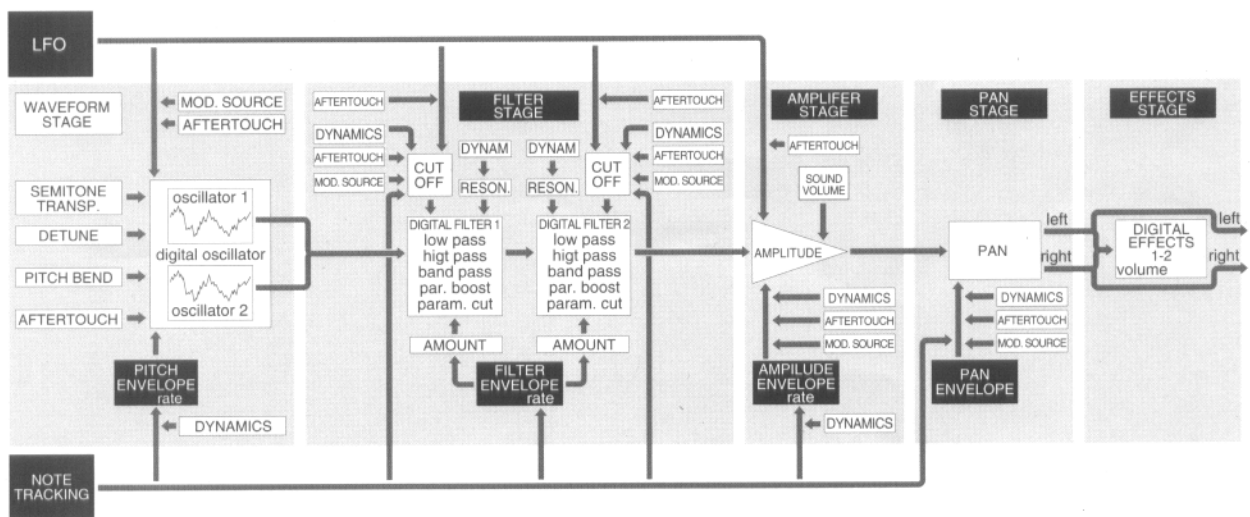 LFO
WAVEFORM
STAGE
MOD. SOURCE
AFTERTOUCH
SEMITONE
TRANSP.
DETUNE
PITCH BEND
AFTERTOUCH
oscillator 1
digital oscillator
oscillator 2
PITCH
ENVELOPE
rate
DYNAMICS
NOTE
TRACKING
FILTER
STAGE
AFTERTOUCH
DYNAMICS
AFTERTOUCH
MOD. SOURCE
CUT
OFF
DYNAM
RESON.
DYNAM
RESON.
CUT
OFF
AFTERTOUCH
DYNAMICS
AFTERTOUCH
MOD. SOURCE
DIGITAL FILTER 1
low pass
higt pass
band pass
par. boost
param. cut
DIGITAL FILTER 2
low pass
higt pass
band pass
par. boost
param. cut
AMOUNT
AMOUNT
FILTER
ENVELOPE
rate
AMPLIFER
STAGE
AFTERTOUCH
SOUND
VOLUME
AMPLITUDE
DYNAMICS
AFTERTOUCH
MOD. SOURCE
AMPILUDE
ENVELOPE
rate
DYNAMICS
PAN
STAGE
PAN
left
right
DYNAMICS
AFTERTOUCH
MOD. SOURCE
PAN
ENVELOPE
EFFECTS
STAGE
DIGITAL
EFFECTS
1-2
volume
left
right